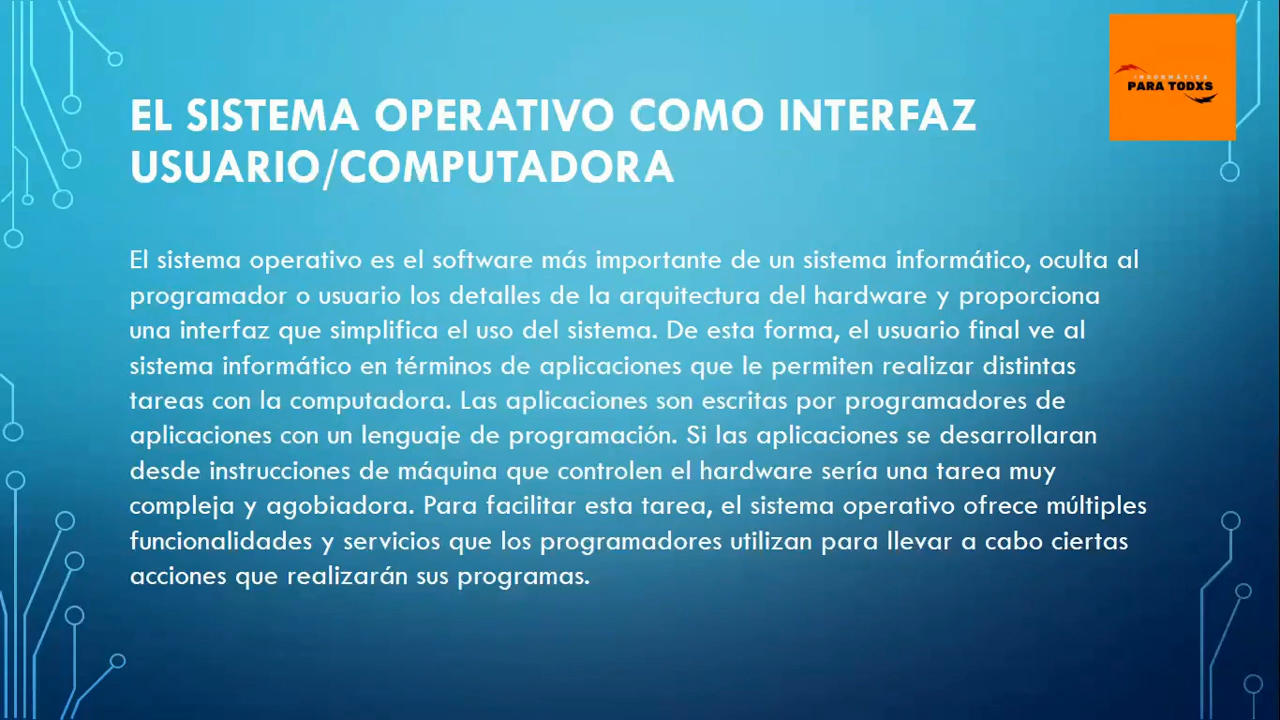 INFORMÁTICA
PARA TODXS
EL SISTEMA OPERATIVO COMO INTERFAZ
USUARIO/COMPUTADORA
El sistema operativo es el software más importante de un sistema informático, oculta al
programador o usuario los detalles de la arquitectura del hardware y proporciona
una interfaz que simplifica el uso del sistema. De esta forma, el usuario final ve al
sistema informático en términos de aplicaciones que le permiten realizar distintas
tareas con la computadora. Las aplicaciones son escritas por programadores de
aplicaciones con un lenguaje de programación. Si las aplicaciones se desarrollaran
desde instrucciones de máquina que controlen el hardware sería una tarea muy
compleja y agobiadora. Para facilitar esta tarea, el sistema operativo ofrece múltiples
funcionalidades y servicios que los programadores utilizan para llevar a cabo ciertas
acciones que realizarán sus programas.